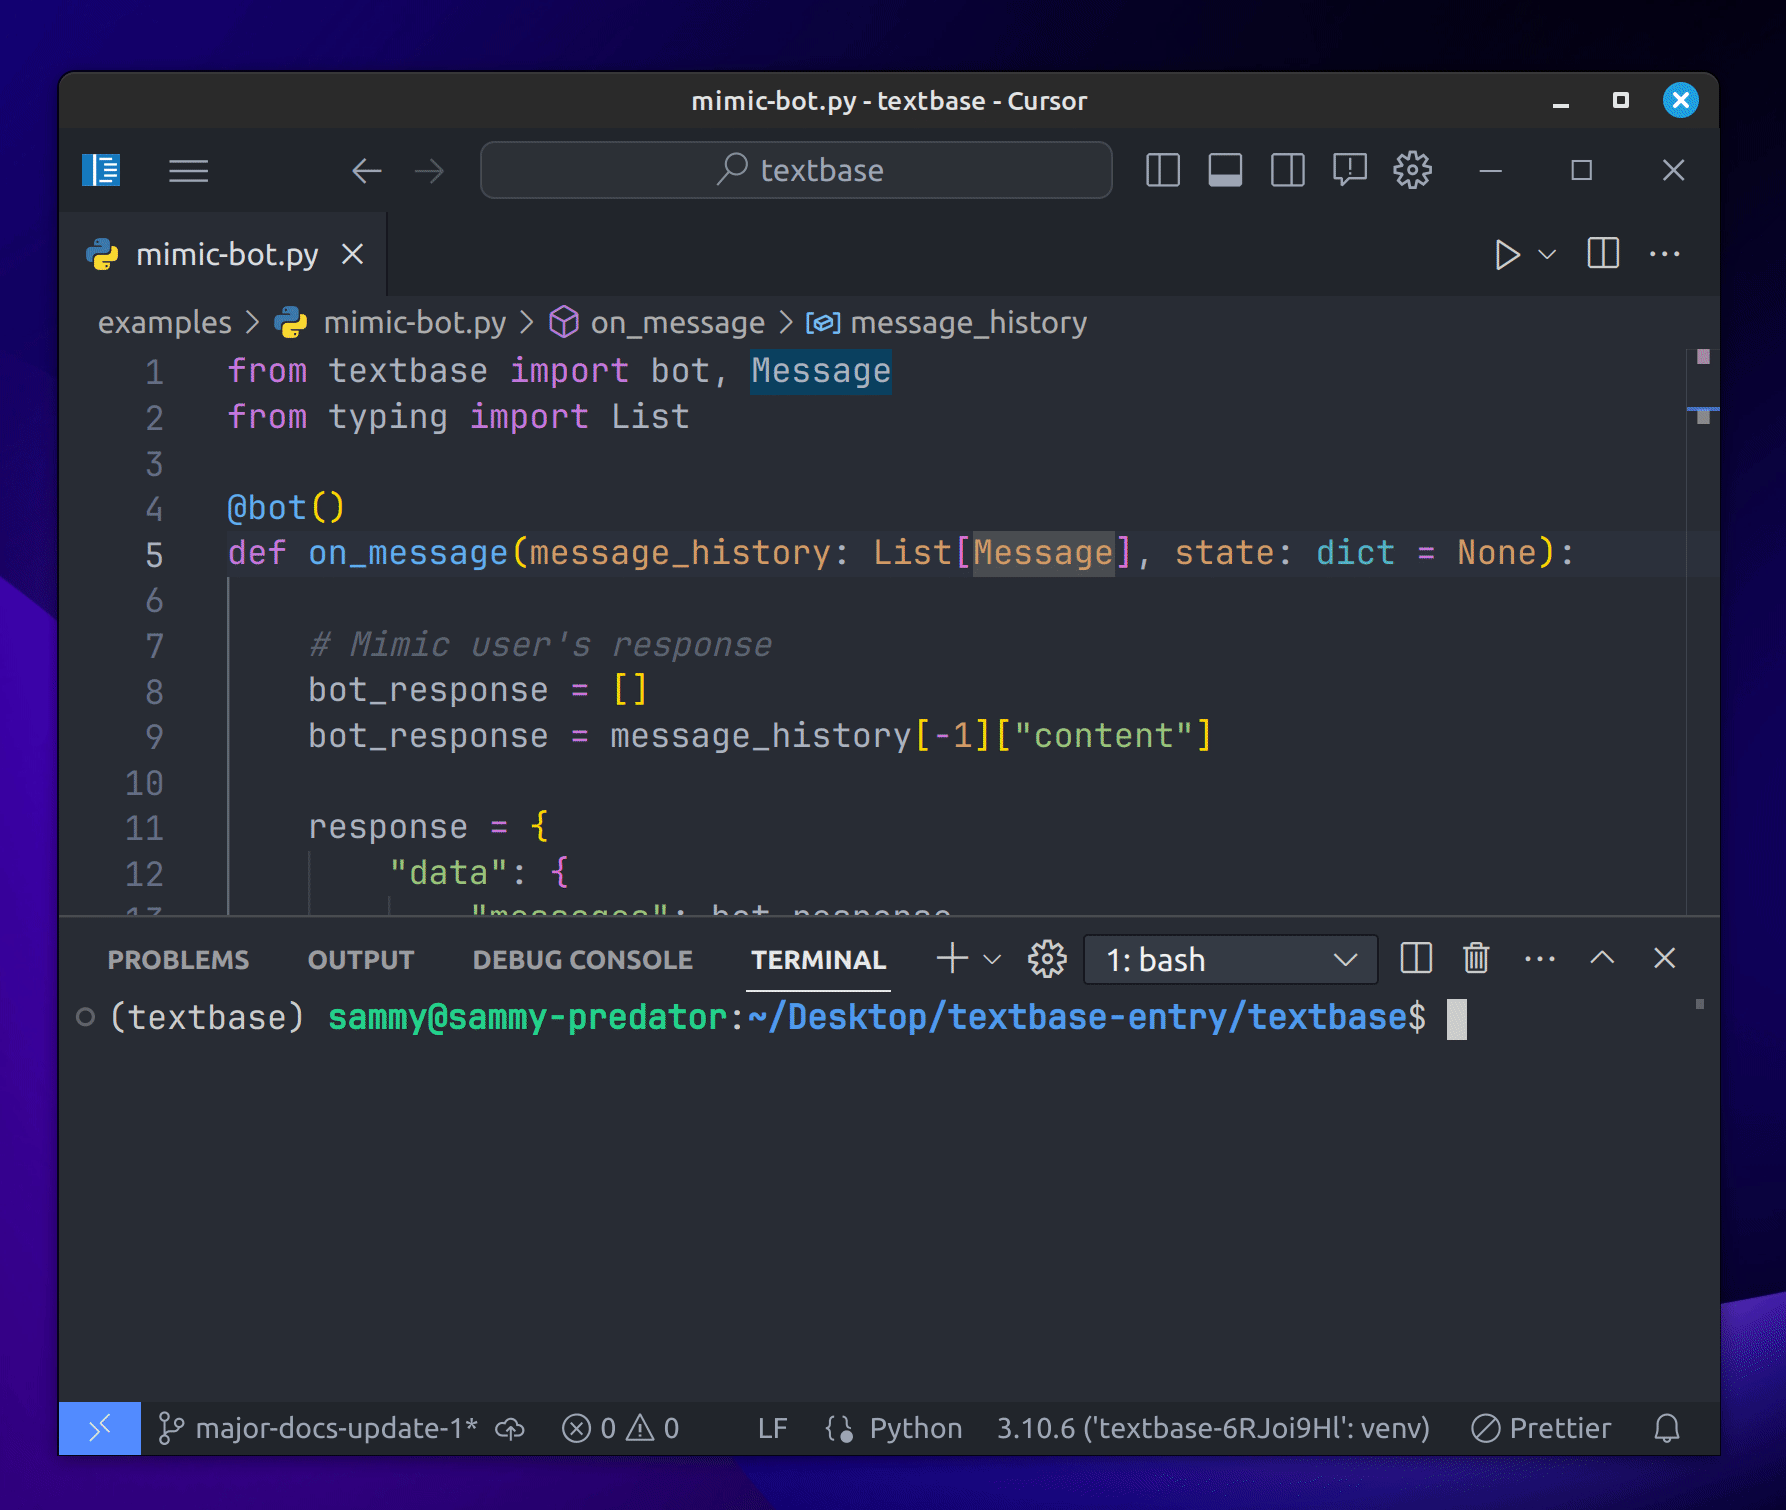 mimic-bot.py - textbase - Cursor
textbase
mimic-bot.py
examples > mimic-bot.py > on_message > message_history
1 from textbase import bot, Message
2 from typing import List
3
4 @bot()
5 def on_message(message_history: List[Message], state: dict = None):
6
7 # Mimic user's response
8 bot_response = []
9 bot_response = message_history[-1]["content"]
10
11 response = {
12 "data": {
13 "messages": bot_response
PROBLEMS OUTPUT DEBUG CONSOLE TERMINAL 1: bash
(textbase) sammy@sammy-predator:~/Desktop/textbase-entry/textbase$
major-docs-update-1* 0 0 LF Python 3.10.6 ('textbase-6RJoi9Hl': venv) Prettier